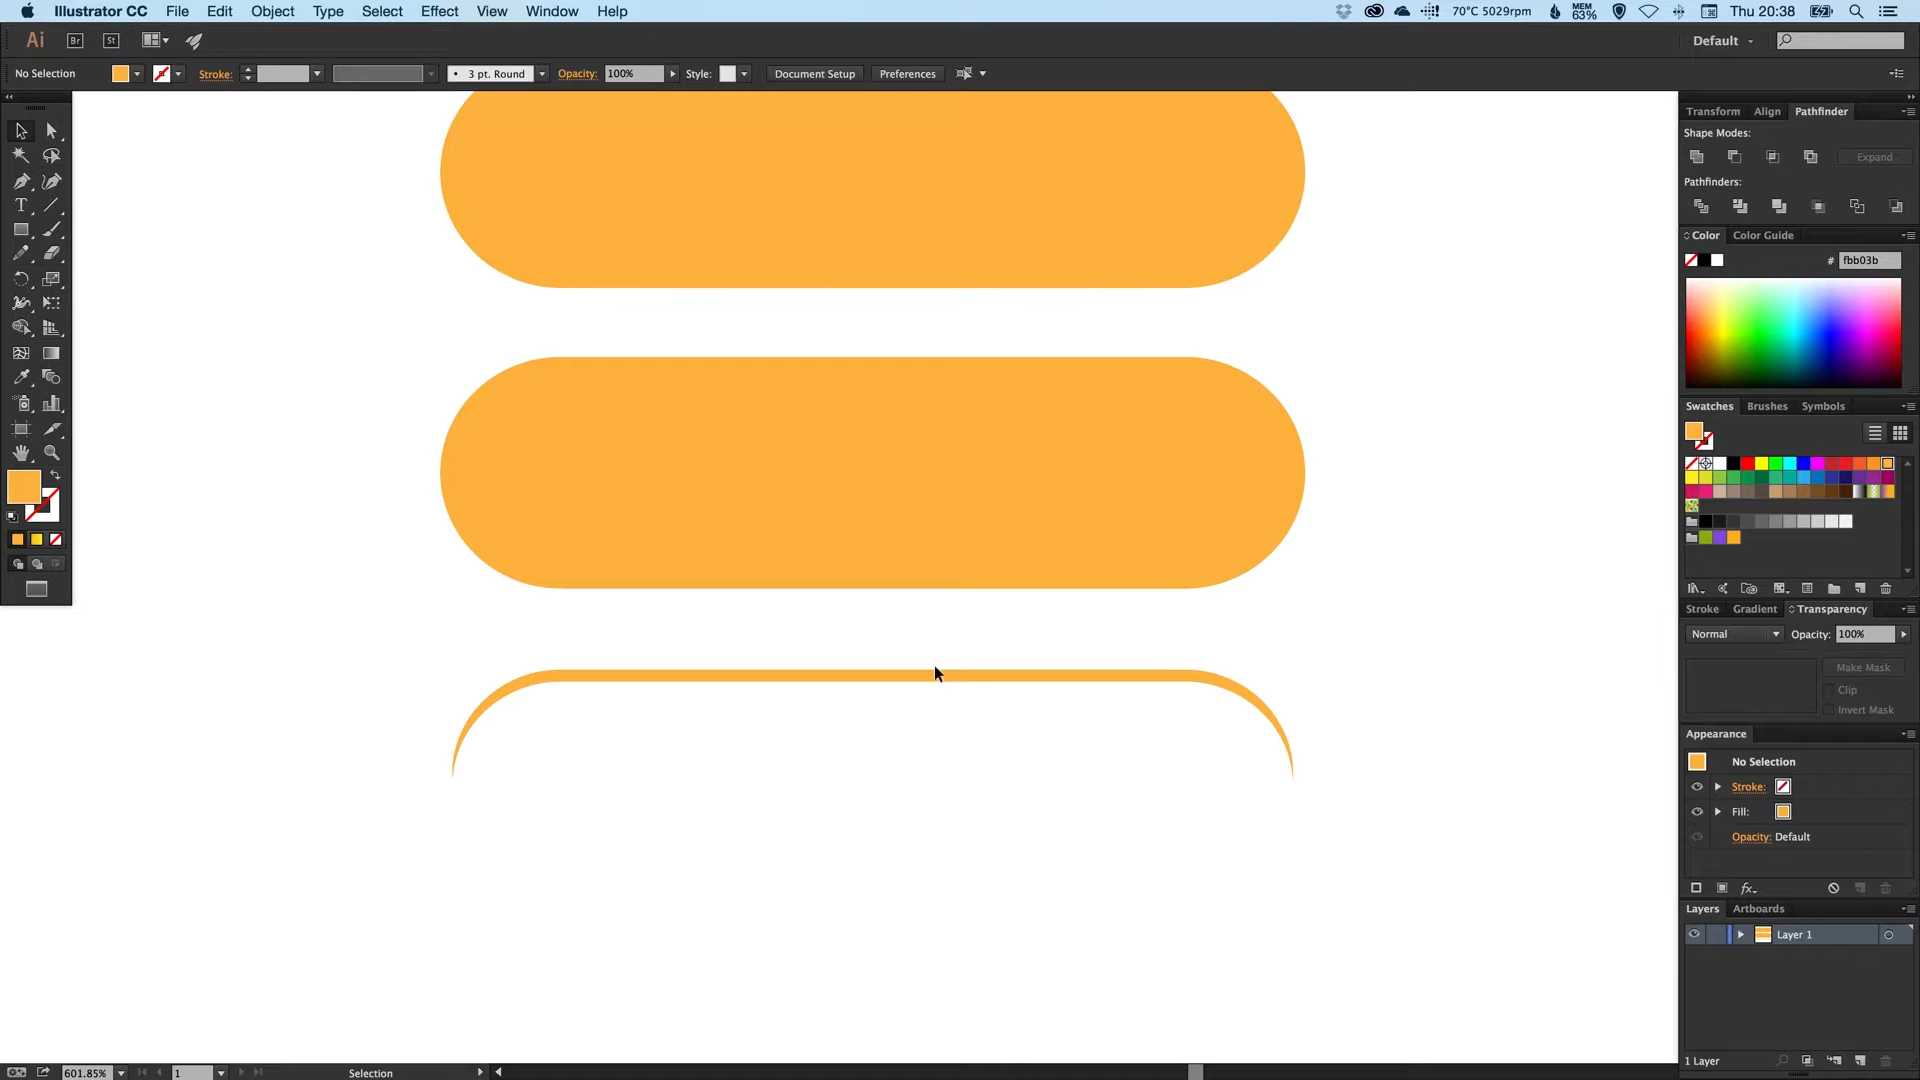 Illustrator CC File Edit Object Type Select Effect View Window Help 70°C 5029rpm MEM 63% Thu 20:38
Ai Br St Default
No Selection Stroke: 3 pt. Round Opacity: 100% Style: Document Setup Preferences
Transform Align Pathfinder
Shape Modes:
Expand
Pathfinders:
Color Color Guide
# fbb03b
Swatches Brushes Symbols
Stroke Gradient Transparency
Normal Opacity: 100%
Make Mask
Clip
Invert Mask
Appearance
No Selection
Stroke:
Fill:
Opacity: Default
fx
Layers Artboards
Layer 1
1 Layer
601.85% 1 Selection